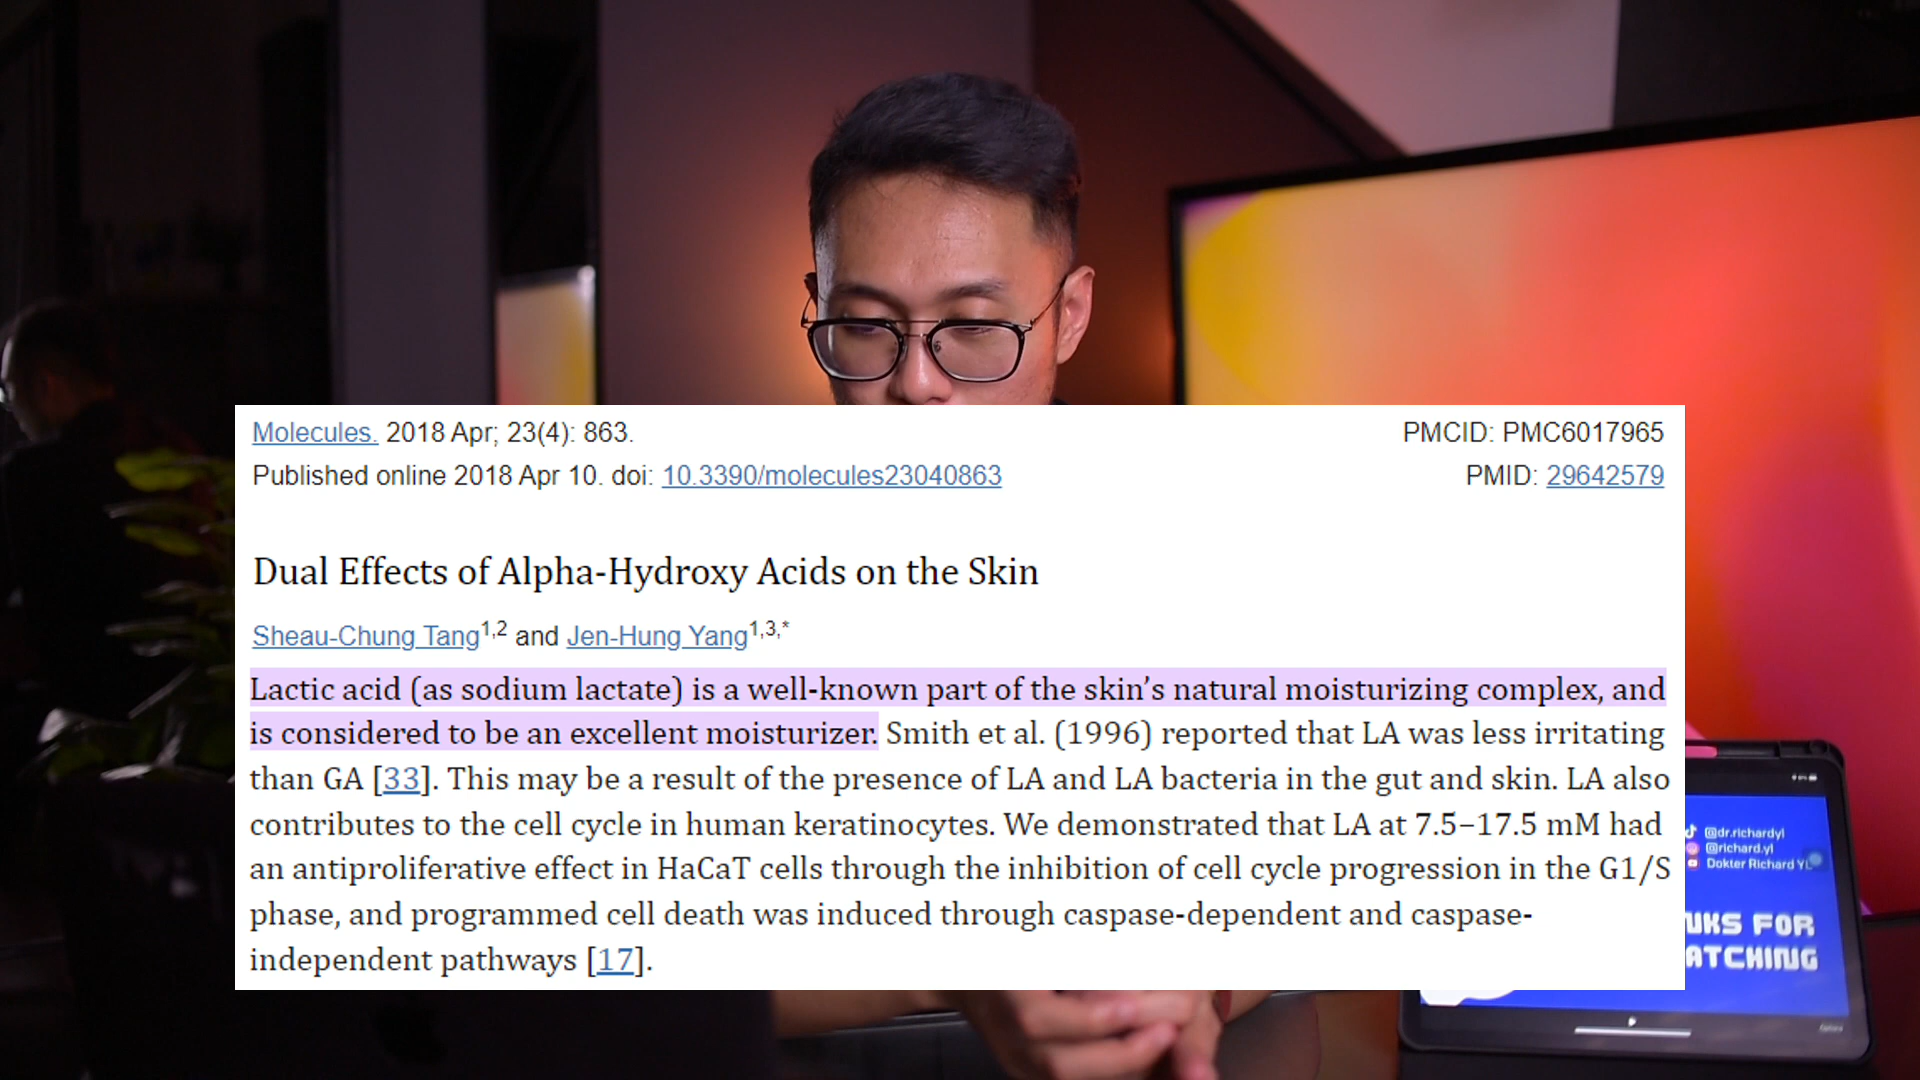 Molecules. 2018 Apr; 23(4): 863.
PMCID: PMC6017965
Published online 2018 Apr 10. doi: 10.3390/molecules23040863
PMID: 29642579
Dual Effects of Alpha-Hydroxy Acids on the Skin
Sheau-Chung Tang1,2 and Jen-Hung Yang1,3,*
Lactic acid (as sodium lactate) is a well-known part of the skin’s natural moisturizing complex, and
is considered to be an excellent moisturizer. Smith et al. (1996) reported that LA was less irritating
than GA [33]. This may be a result of the presence of LA and LA bacteria in the gut and skin. LA also
contributes to the cell cycle in human keratinocytes. We demonstrated that LA at 7.5–17.5 mM had
an antiproliferative effect in HaCaT cells through the inhibition of cell cycle progression in the G1/S
phase, and programmed cell death was induced through caspase-dependent and caspase-
independent pathways [17].
@dr.richardyl
@richard.yl
Dokter Richard YL
NKS FOR
ATCHING